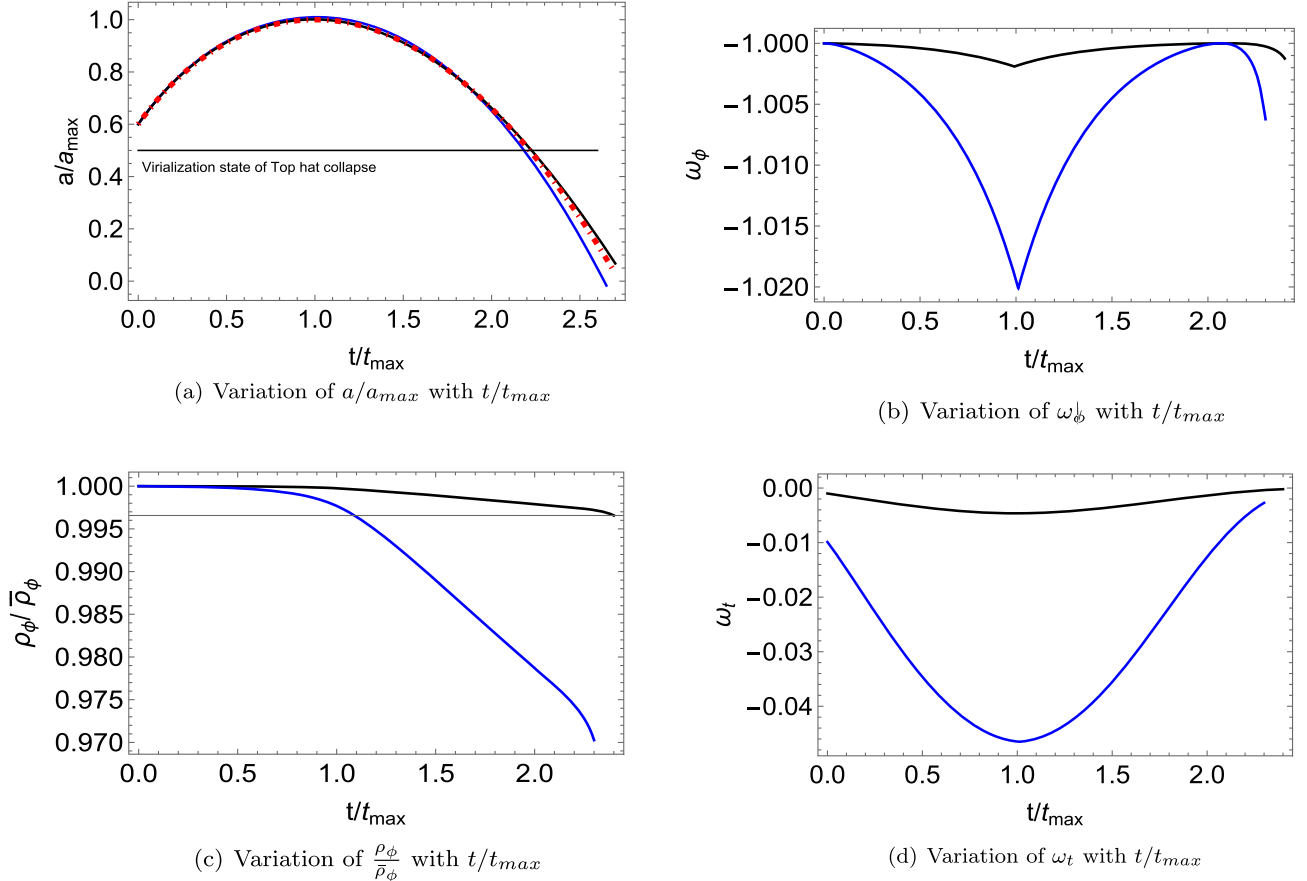 1.0
0.8
0.6
0.4
0.2
0.0
a/a_max
Virialization state of Top hat collapse
0.0 0.5 1.0 1.5 2.0 2.5
t/t_max
(a) Variation of a/a_max with t/t_max
−1.000
−1.005
−1.010
−1.015
−1.020
ω_ϕ
0.0 0.5 1.0 1.5 2.0
t/t_max
(b) Variation of ω_ϕ with t/t_max
1.000
0.995
0.990
0.985
0.980
0.975
0.970
ρ_ϕ/ρ̅_ϕ
0.0 0.5 1.0 1.5 2.0
t/t_max
(c) Variation of ρ_ϕ/ρ̄_ϕ with t/t_max
0.00
−0.01
−0.02
−0.03
−0.04
ω_t
0.0 0.5 1.0 1.5 2.0
t/t_max
(d) Variation of ω_t with t/t_max